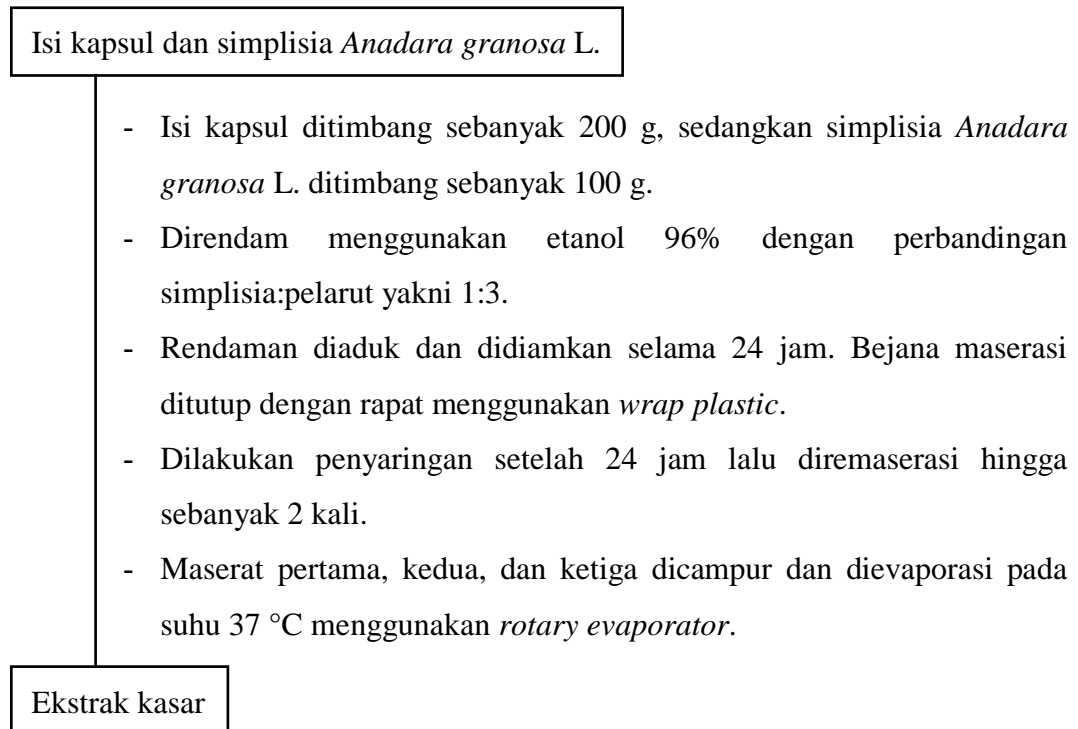 Isi kapsul dan simplisia Anadara granosa L.
- Isi kapsul ditimbang sebanyak 200 g, sedangkan simplisia Anadara
granosa L. ditimbang sebanyak 100 g.
- Direndam menggunakan etanol 96% dengan perbandingan
simplisia:pelarut yakni 1:3.
- Rendaman diaduk dan didiamkan selama 24 jam. Bejana maserasi
ditutup dengan rapat menggunakan wrap plastic.
- Dilakukan penyaringan setelah 24 jam lalu diremaserasi hingga
sebanyak 2 kali.
- Maserat pertama, kedua, dan ketiga dicampur dan dievaporasi pada
suhu 37 °C menggunakan rotary evaporator.
Ekstrak kasar